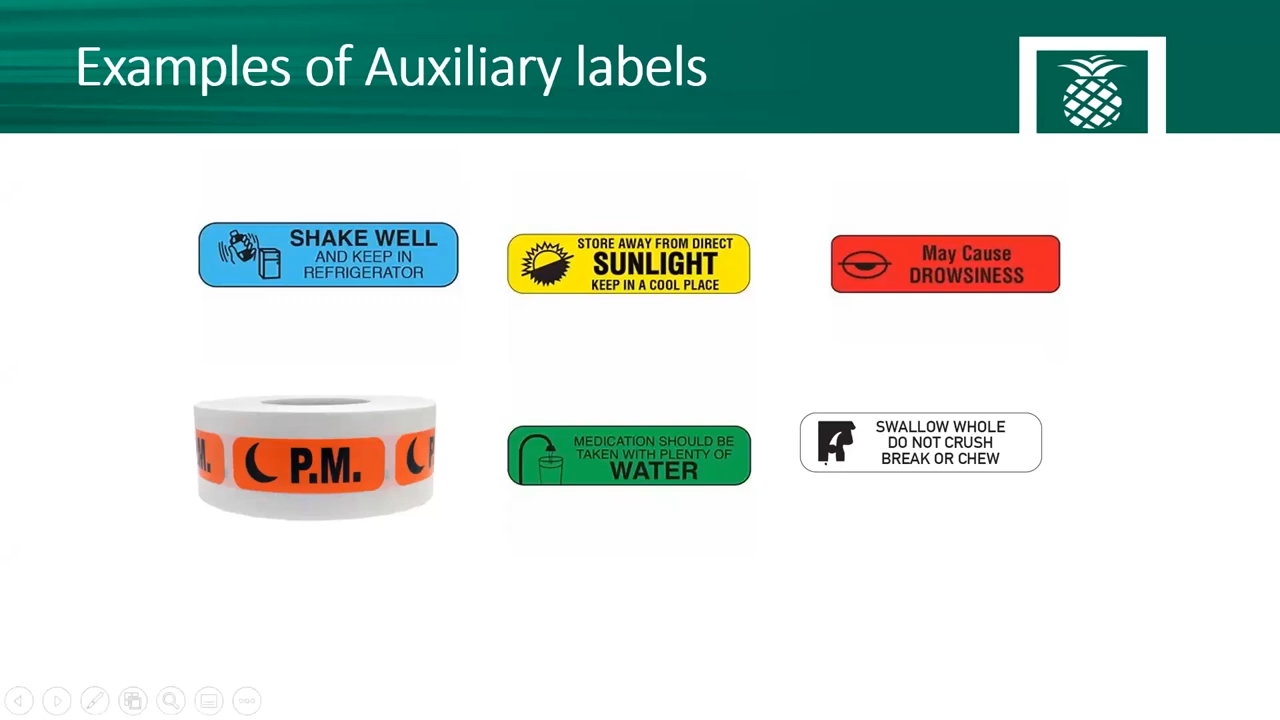 Examples of Auxiliary labels
SHAKE WELL
AND KEEP IN
REFRIGERATOR
STORE AWAY FROM DIRECT
SUNLIGHT
KEEP IN A COOL PLACE
May Cause
DROWSINESS
M.
P.M.
P
MEDICATION SHOULD BE
TAKEN WITH PLENTY OF
WATER
SWALLOW WHOLE
DO NOT CRUSH
BREAK OR CHEW